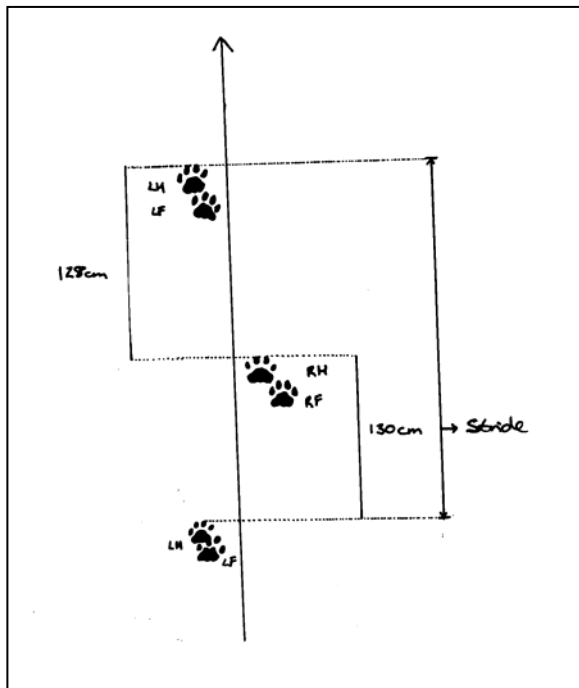 LH
LF
128cm
RH
RF
130cm → Stride
LH
LF